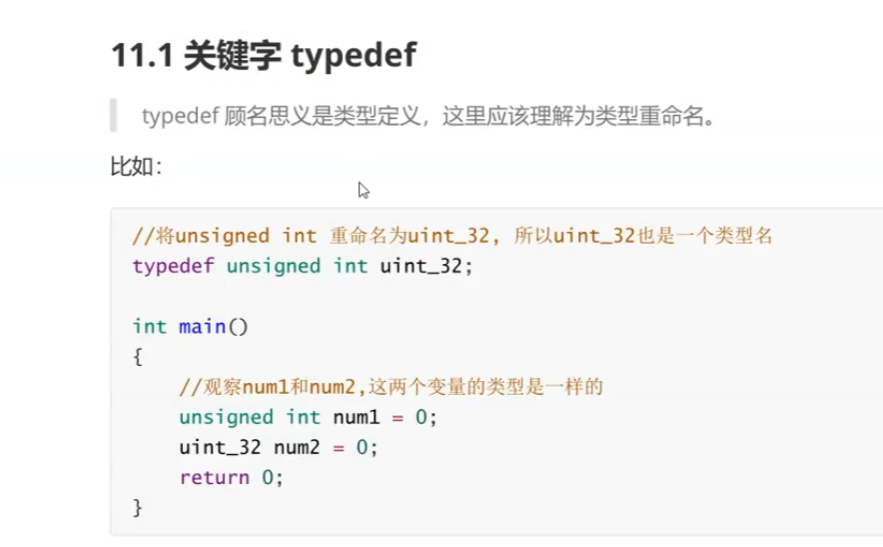 11.1 关键字 typedef
typedef 顾名思义是类型定义，这里应该理解为类型重命名。
比如：
//将unsigned int 重命名为uint_32, 所以uint_32也是一个类型名
typedef unsigned int uint_32;
int main()
{
//观察num1和num2,这两个变量的类型是一样的
unsigned int num1 = 0;
uint_32 num2 = 0;
return 0;
}